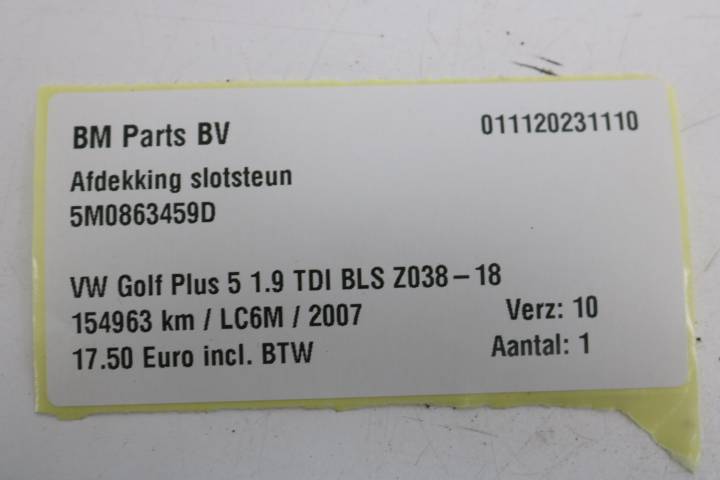 BM Parts BV 011120231110
Afdekking slotsteun
5M0863459D
VW Golf Plus 5 1.9 TDI BLS Z038-18
154963 km / LC6M / 2007 Verz: 10
17.50 Euro incl. BTW Aantal: 1